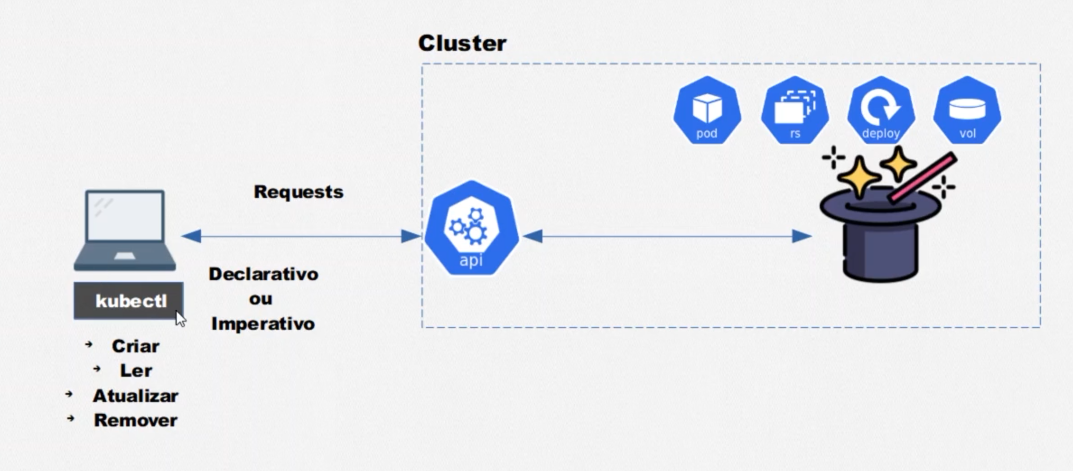 Cluster
pod
rs
deploy
vol
Requests
api
Declarativo
ou
Imperativo
kubectl
→ Criar
→ Ler
→ Atualizar
→ Remover